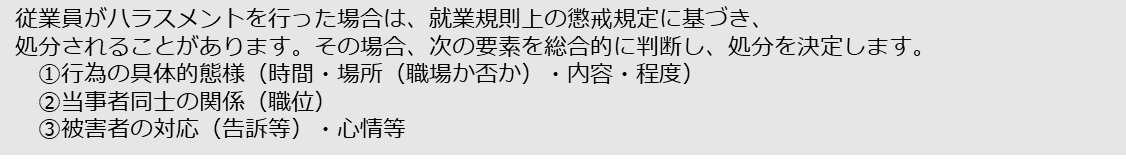 従業員がハラスメントを行った場合は、就業規則上の懲戒規定に基づき、
処分されることがあります。その場合、次の要素を総合的に判断し、処分を決定します。
①行為の具体的態様（時間・場所（職場か否か）・内容・程度）
②当事者同士の関係（職位）
③被害者の対応（告訴等）・心情等